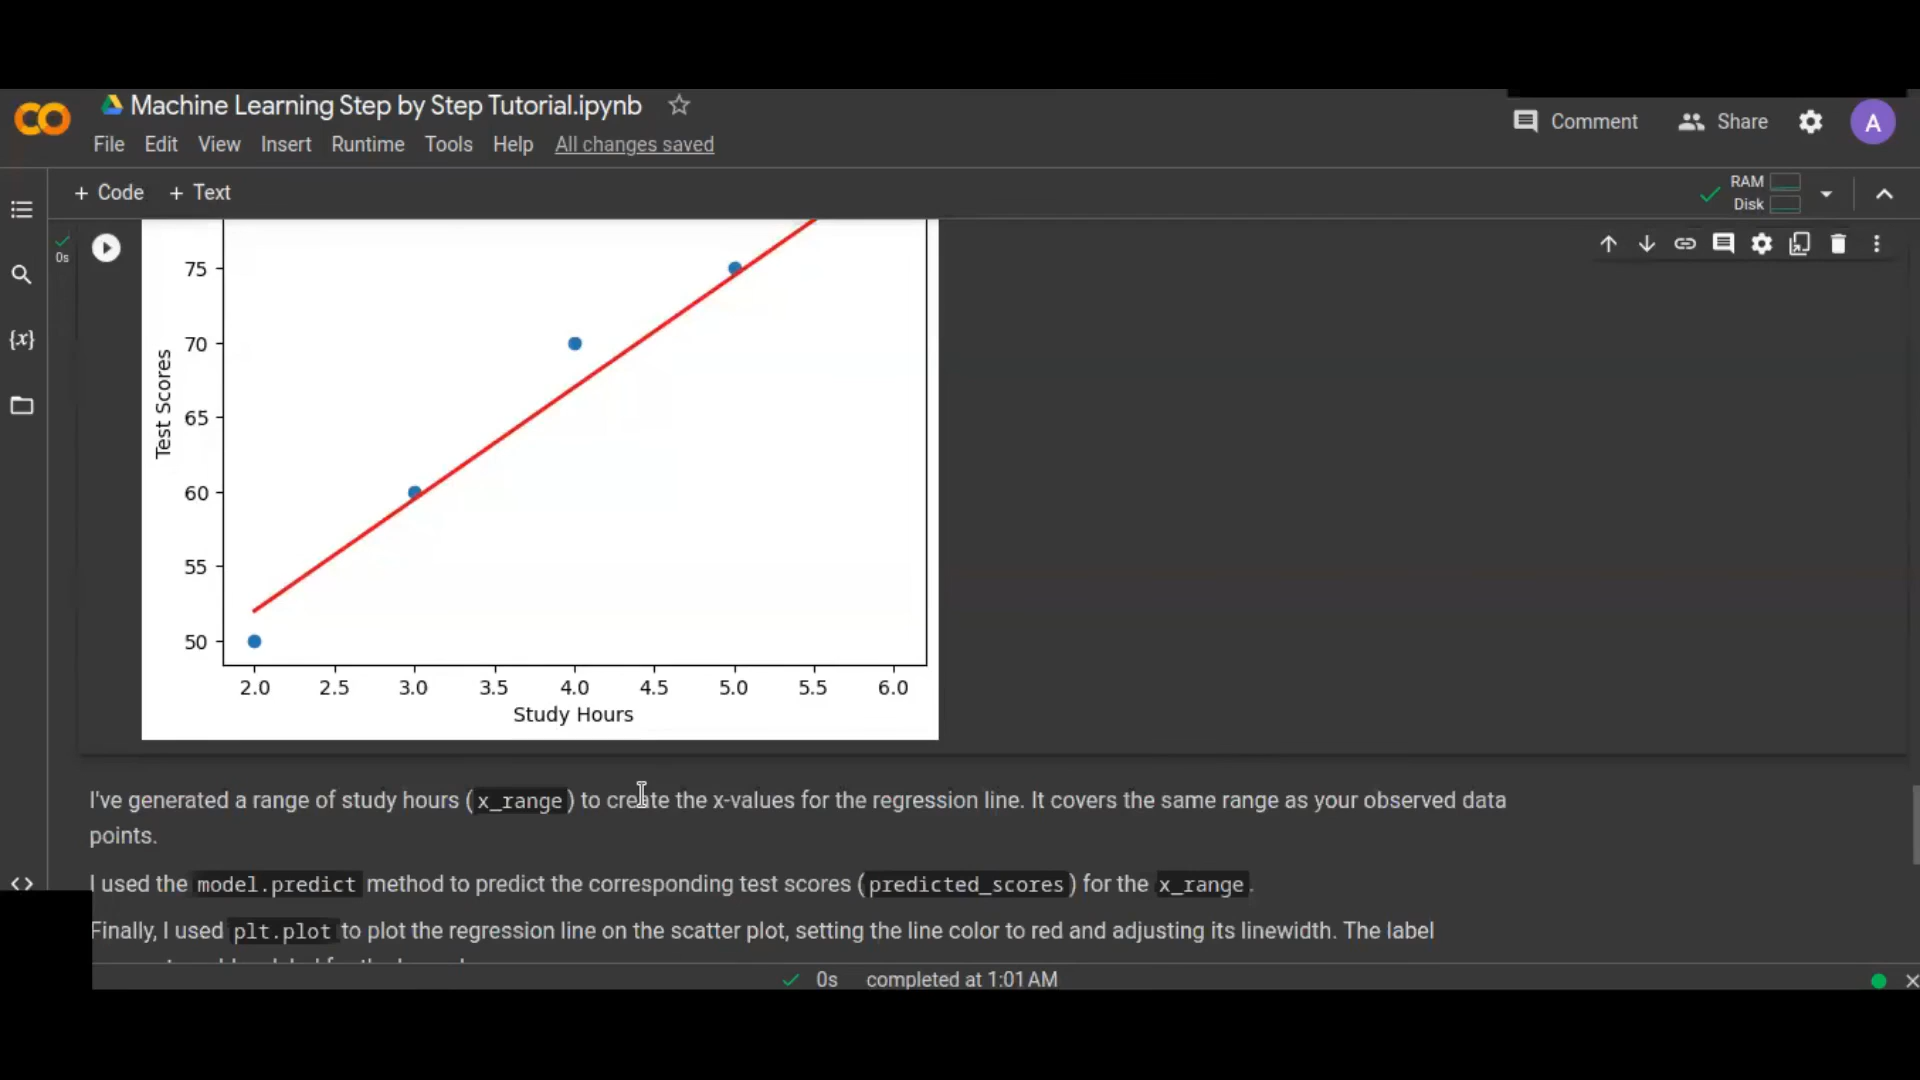 Machine Learning Step by Step Tutorial.ipynb
Comment Share A
File Edit View Insert Runtime Tools Help All changes saved
+ Code + Text
RAM
Disk
0s
75
70
65
60
55
50
Test Scores
2.0 2.5 3.0 3.5 4.0 4.5 5.0 5.5 6.0
Study Hours
{x}
I've generated a range of study hours (x_range) to create the x-values for the regression line. It covers the same range as your observed data
points.
I used the model.predict method to predict the corresponding test scores (predicted_scores) for the x_range.
Finally, I used plt.plot to plot the regression line on the scatter plot, setting the line color to red and adjusting its linewidth. The label
0s completed at 1:01 AM